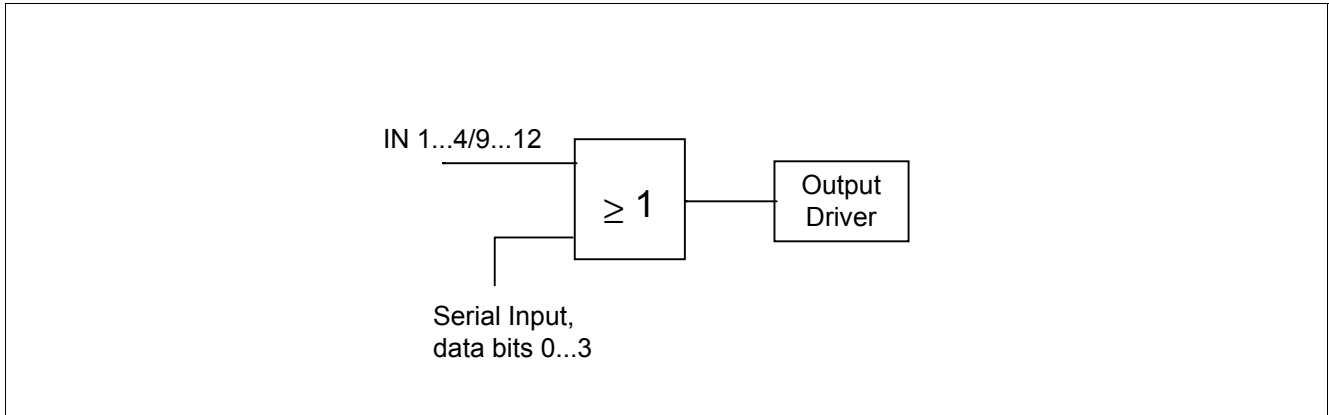 IN 1...4/9...12
≥ 1
Output
Driver
Serial Input,
data bits 0...3